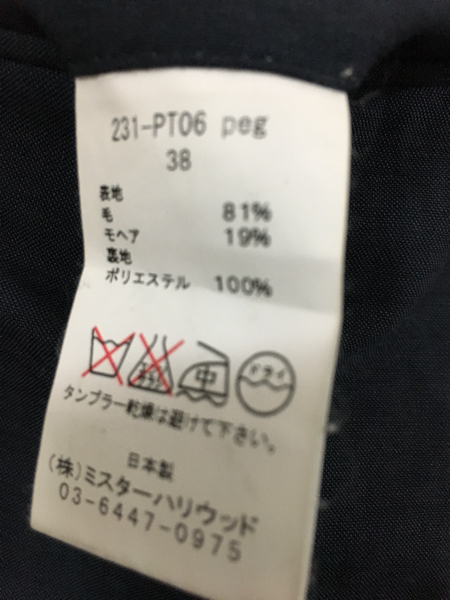 231-PT06 peg
38
表地
毛 81%
モヘア 19%
裏地
ポリエステル 100%
中 ドライ
タンブラー乾燥は避けて下さい。
日本製
(株)ミスターハリウッド
03-6447-0975